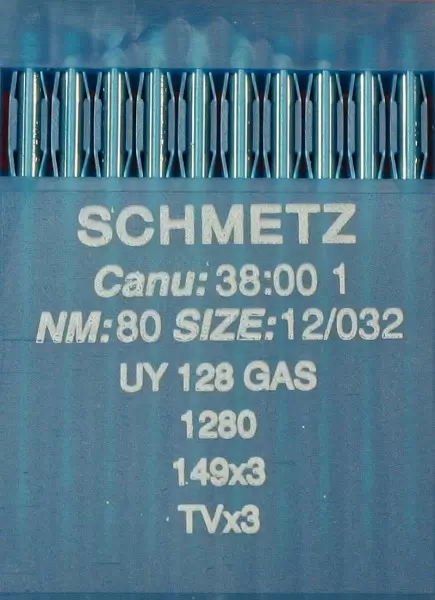 SCHMETZ
Canu: 38:00 1
NM:80 SIZE:12/032
UY 128 GAS
1280
149x3
TVx3